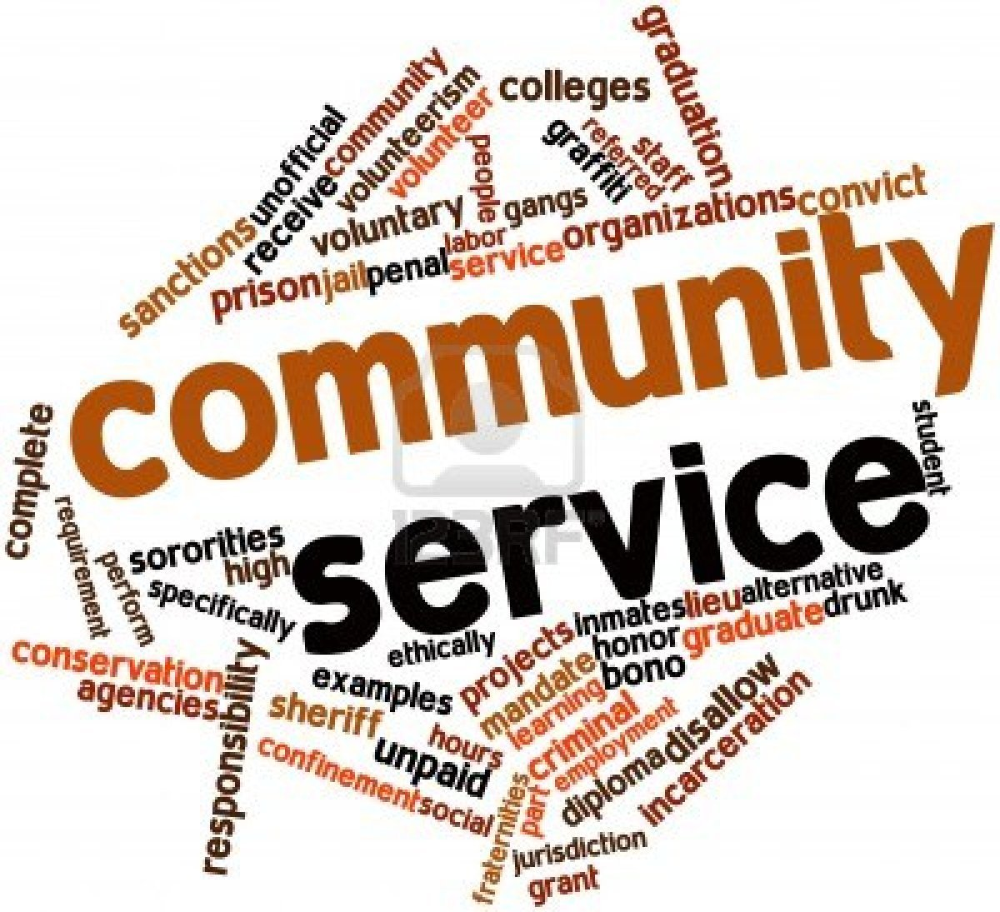 graduation
colleges
community
volunteerism
volunteer
unofficial
receive
people
graffiti
referred
staff
sanctions
voluntary
gangs
labor
organizations
convict
prison
jail
penal
service
community
service
student
complete
requirement
perform
sororities
high
specifically
conservation
agencies
responsibility
ethically
examples
sheriff
hours
unpaid
confinement
social
projects
inmates
lieu
alternative
mandate
honor
graduate
drunk
learning
bono
criminal
employment
disallow
diploma
incarceration
fraternities
part
jurisdiction
grant
123RF